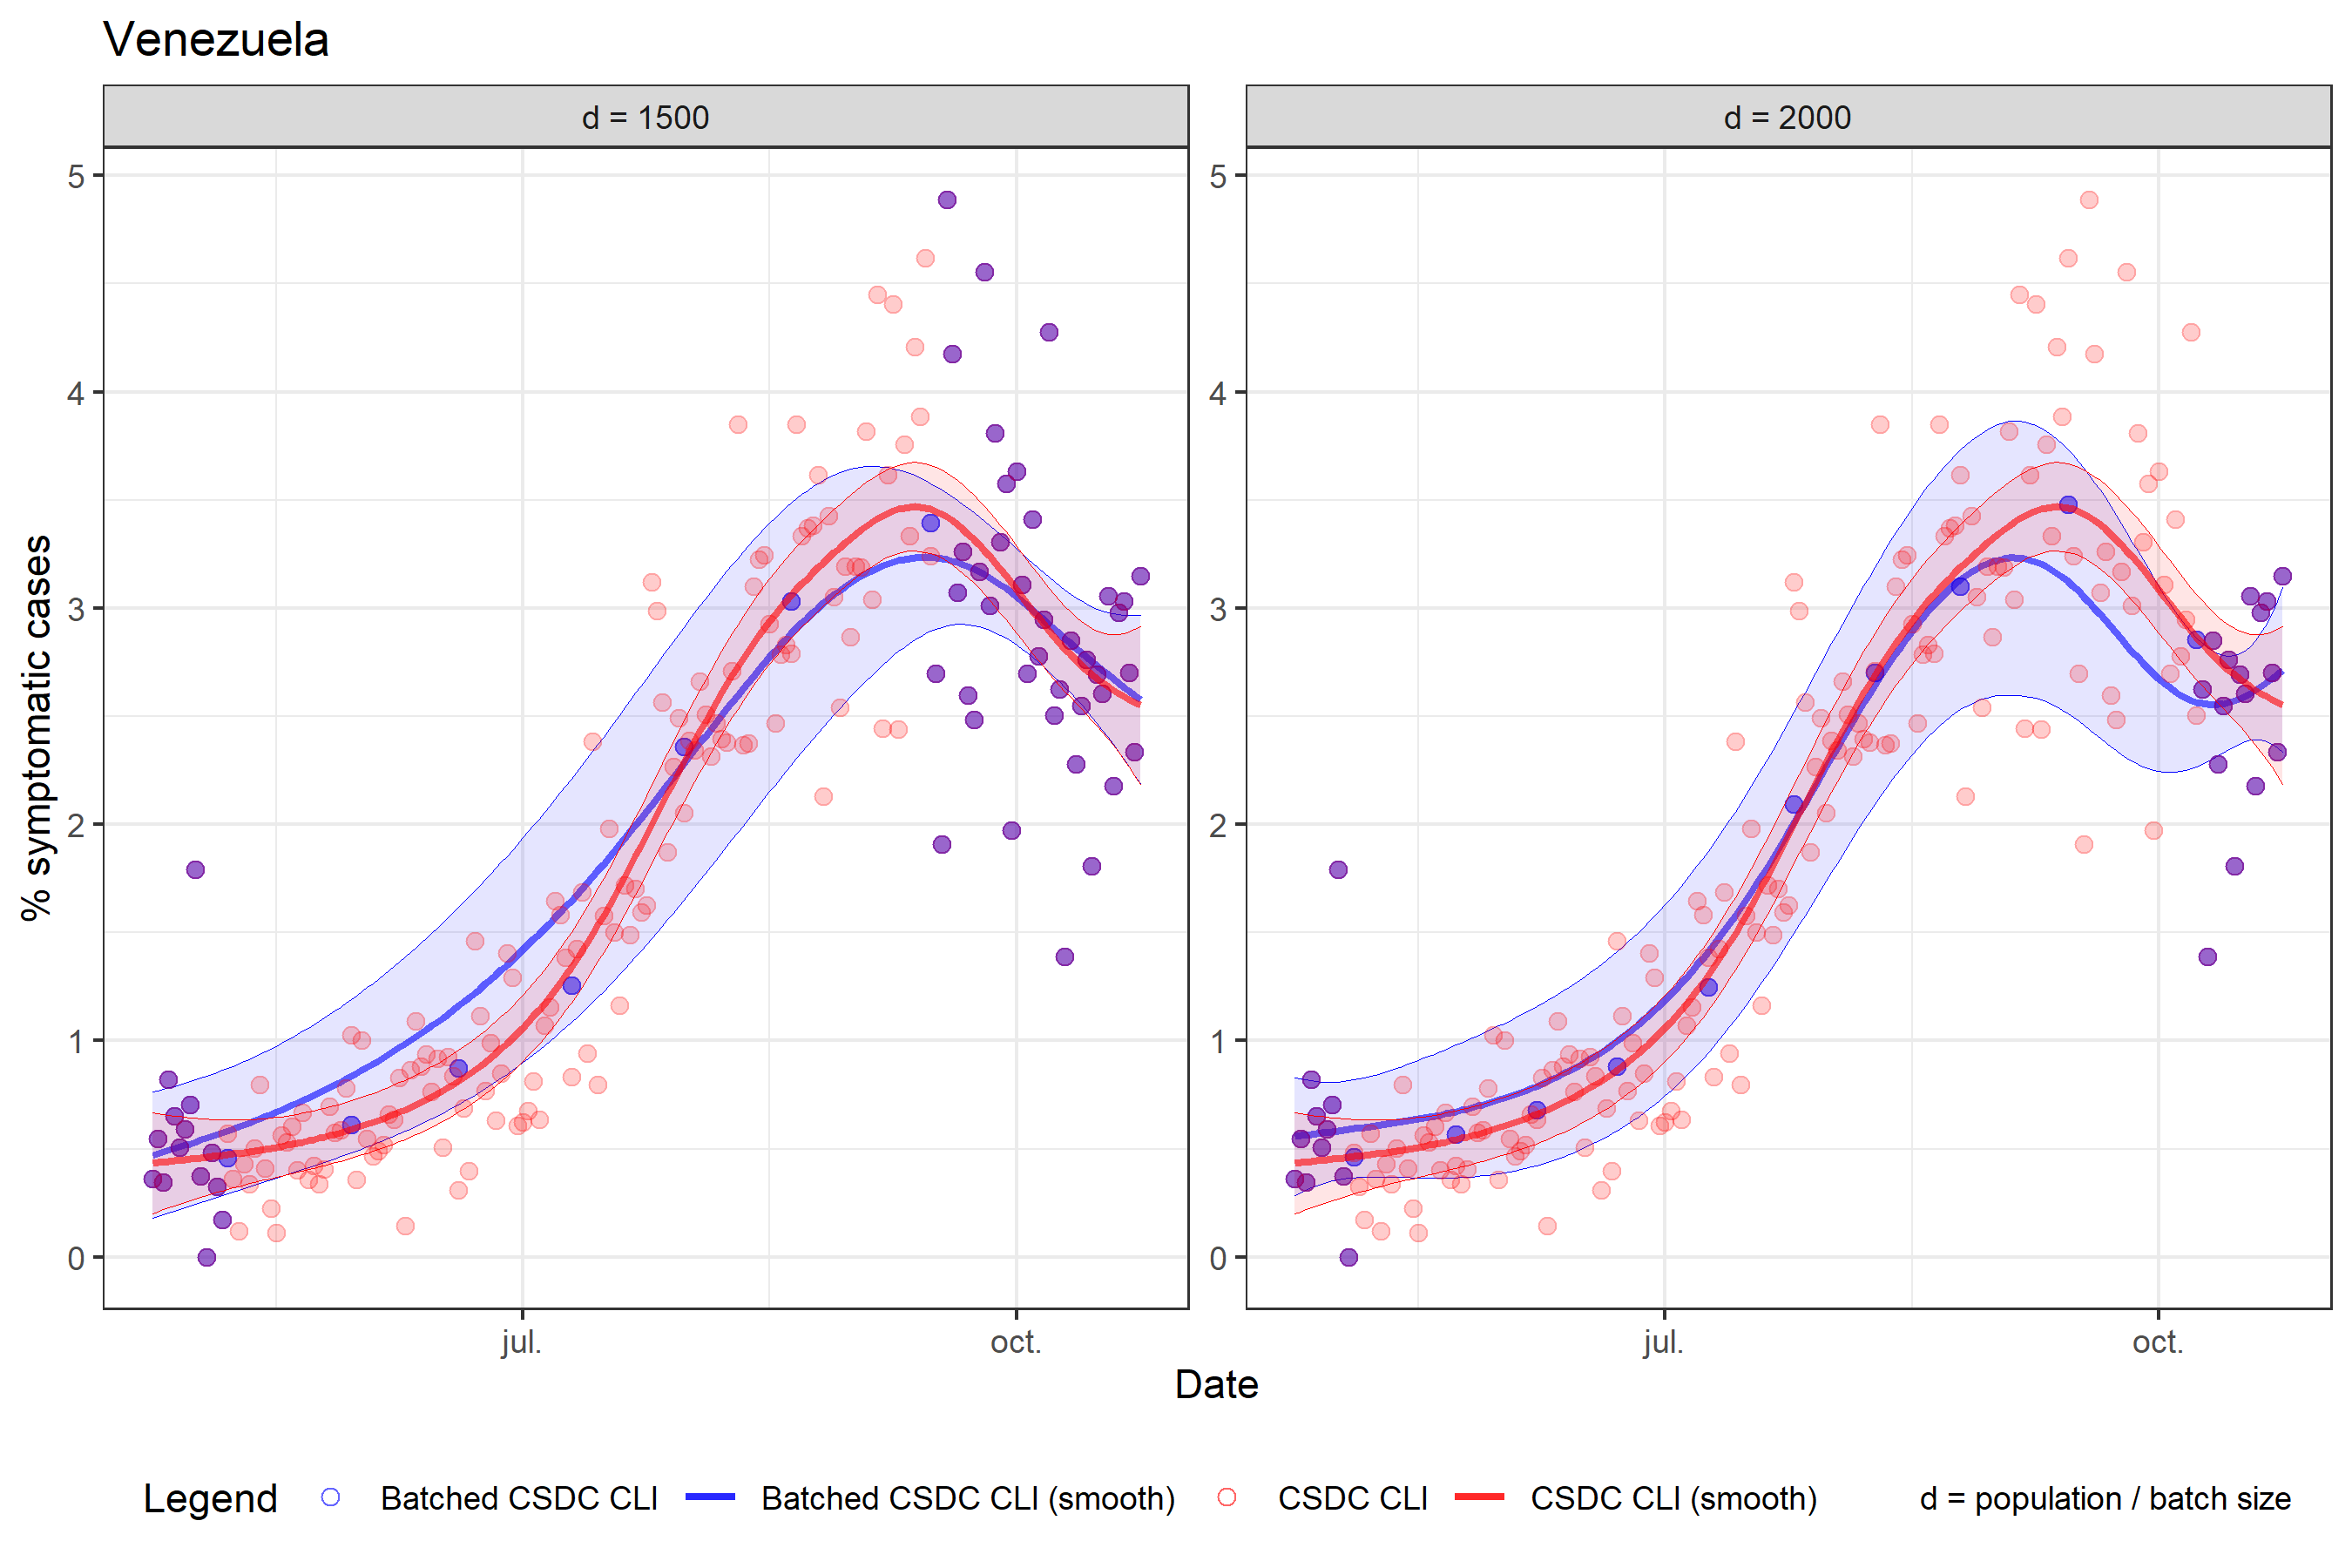 Venezuela
d = 1500
d = 2000
% symptomatic cases
5
4
3
2
1
0
5
4
3
2
1
0
jul.
oct.
jul.
oct.
Date
Legend
Batched CSDC CLI
Batched CSDC CLI (smooth)
CSDC CLI
CSDC CLI (smooth)
d = population / batch size